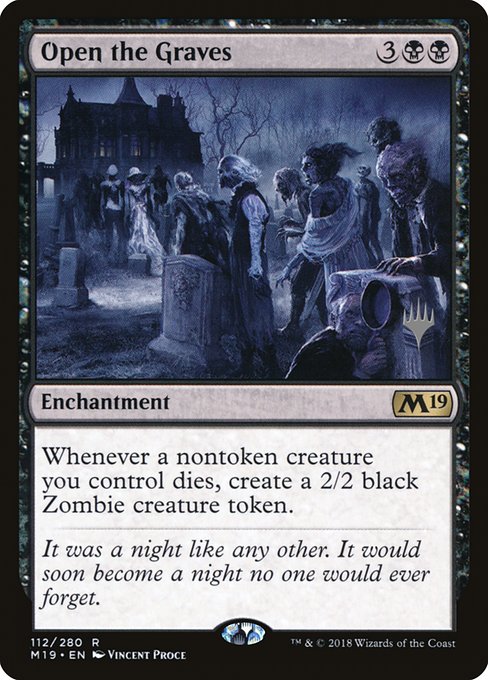 Open the Graves 3
Enchantment M19
Whenever a nontoken creature
you control dies, create a 2/2 black
Zombie creature token.
It was a night like any other. It would
soon become a night no one would ever
forget.
112/280 R
M19 • EN Vincent Proce
™ & © 2018 Wizards of the Coast